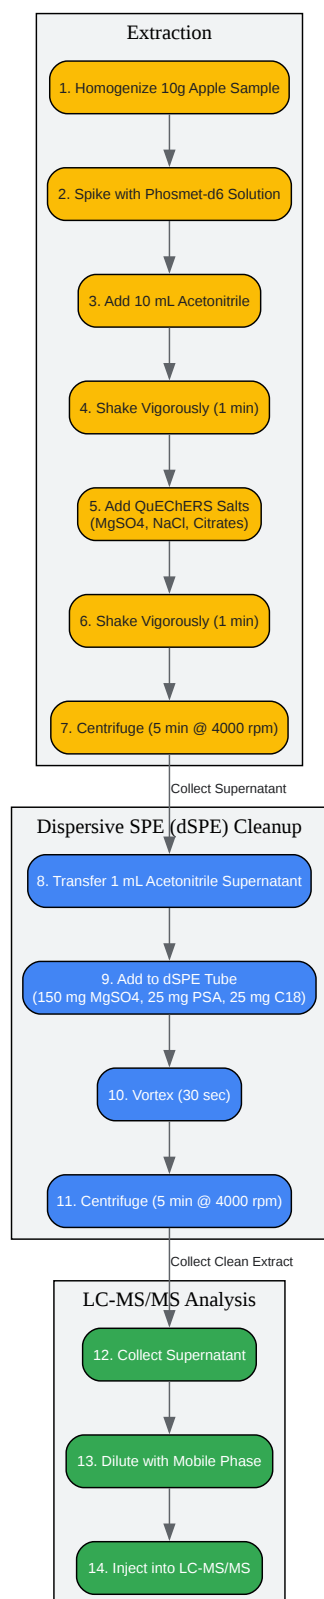 Extraction
1. Homogenize 10g Apple Sample
2. Spike with Phosmet-d6 Solution
3. Add 10 mL Acetonitrile
4. Shake Vigorously (1 min)
5. Add QuEChERS Salts
(MgSO4, NaCl, Citrates)
6. Shake Vigorously (1 min)
7. Centrifuge (5 min @ 4000 rpm)
Collect Supernatant
Dispersive SPE (dSPE) Cleanup
8. Transfer 1 mL Acetonitrile Supernatant
9. Add to dSPE Tube
(150 mg MgSO4, 25 mg PSA, 25 mg C18)
10. Vortex (30 sec)
11. Centrifuge (5 min @ 4000 rpm)
Collect Clean Extract
LC-MS/MS Analysis
12. Collect Supernatant
13. Dilute with Mobile Phase
14. Inject into LC-MS/MS